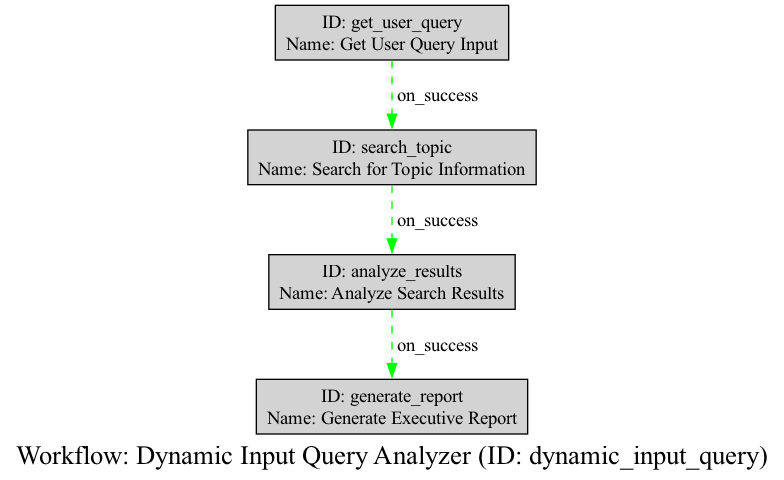 ID: get_user_query
Name: Get User Query Input
on_success
ID: search_topic
Name: Search for Topic Information
on_success
ID: analyze_results
Name: Analyze Search Results
on_success
ID: generate_report
Name: Generate Executive Report
Workflow: Dynamic Input Query Analyzer (ID: dynamic_input_query)